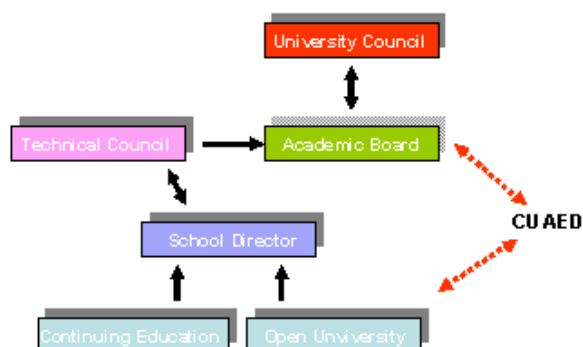 University Council
Technical Council
Academic Board
CUAED
School Director
Continuing Education
Open Unviversity